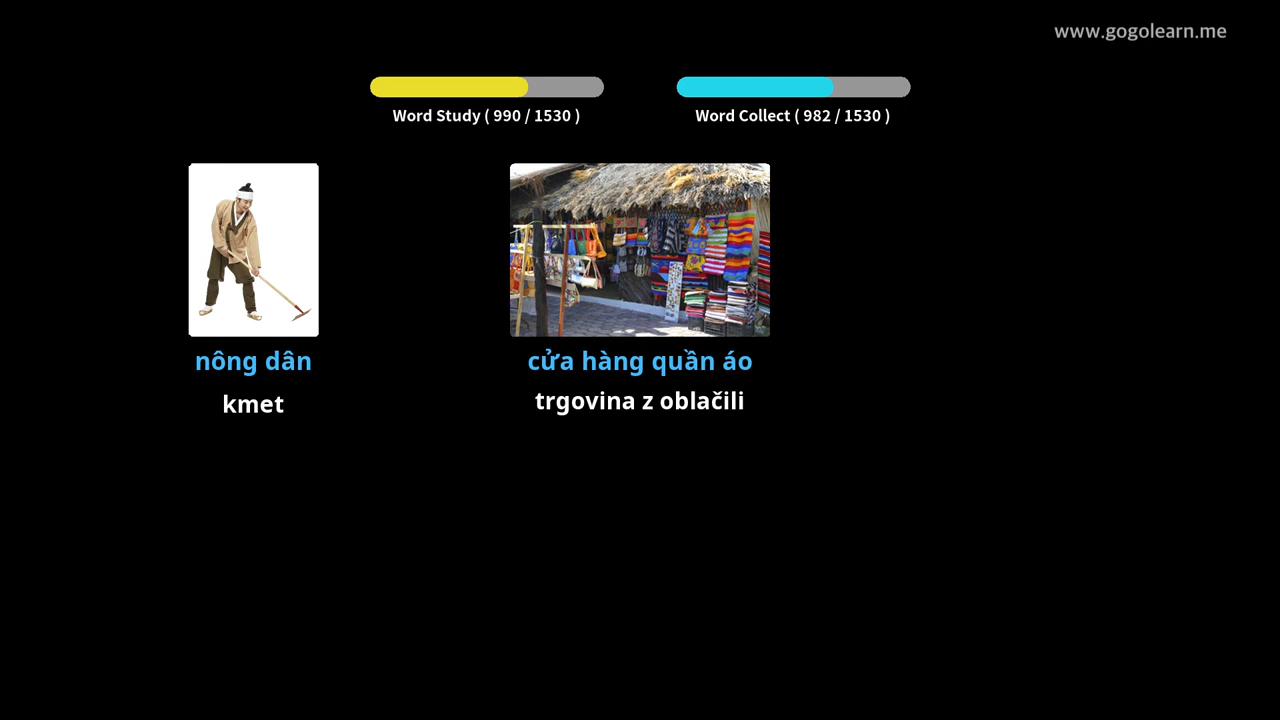 www.gogolearn.me
Word Study ( 990 / 1530 )
Word Collect ( 982 / 1530 )
nông dân
kmet
cửa hàng quần áo
trgovina z oblačili